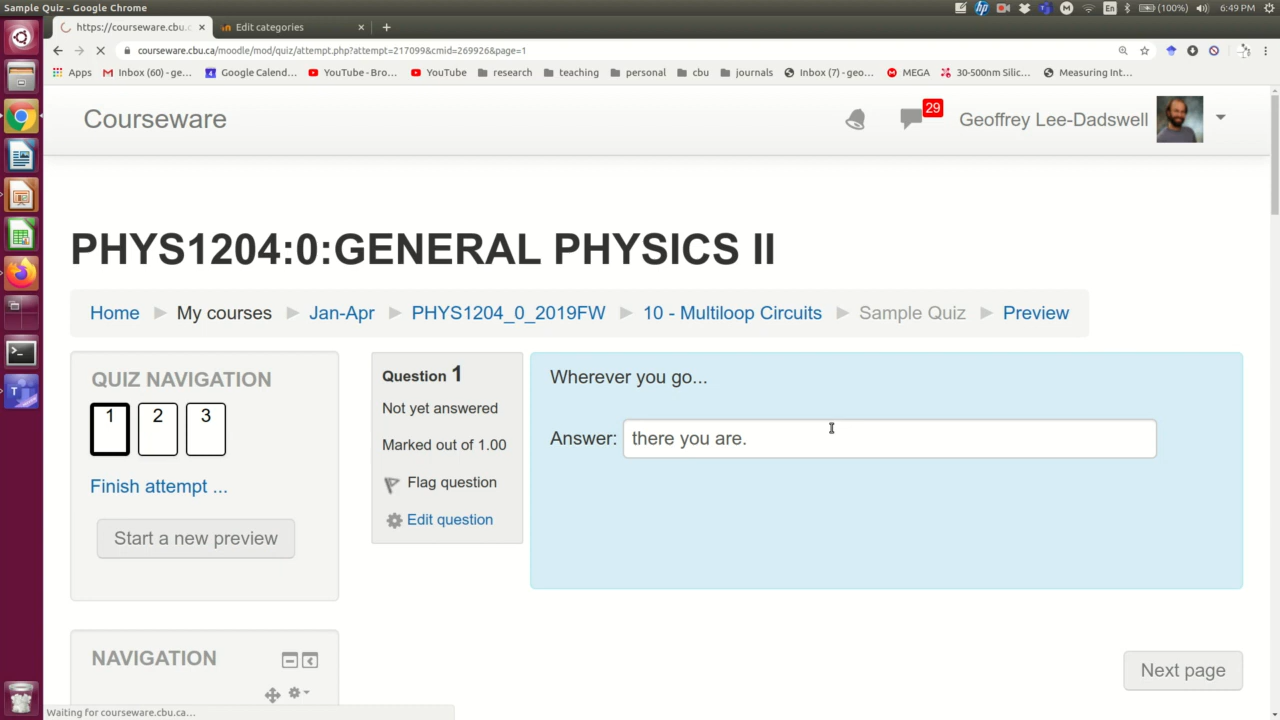 Sample Quiz - Google Chrome
En
(100%)
6:49 PM
https://courseware.cbu.c
Edit categories
courseware.cbu.ca/moodle/mod/quiz/attempt.php?attempt=217099&cmid=269926&page=1
Apps
Inbox (60) - ge...
Google Calend...
YouTube - Bro...
YouTube
research
teaching
personal
cbu
journals
Inbox (7) - geo...
MEGA
30-500nm Silic...
Measuring Int...
Courseware
29
Geoffrey Lee-Dadswell
PHYS1204:0:GENERAL PHYSICS II
Home
My courses
Jan-Apr
PHYS1204_0_2019FW
10 - Multiloop Circuits
Sample Quiz
Preview
QUIZ NAVIGATION
1
2
3
Finish attempt ...
Start a new preview
Question 1
Not yet answered
Marked out of 1.00
Flag question
Edit question
Wherever you go...
Answer: there you are.
NAVIGATION
Next page
Waiting for courseware.cbu.ca...